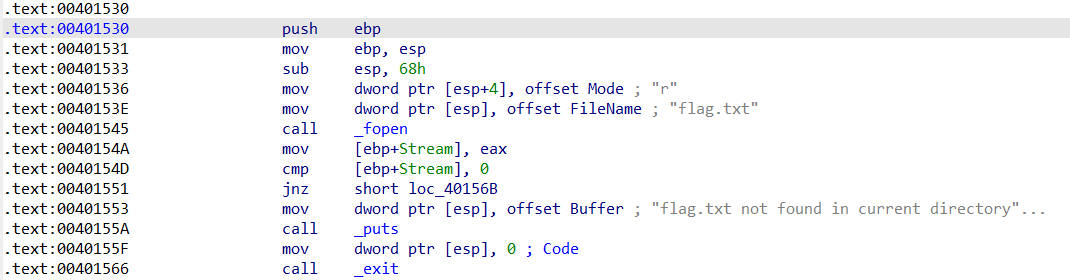 .text:00401530
.text:00401530 push ebp
.text:00401531 mov ebp, esp
.text:00401533 sub esp, 68h
.text:00401536 mov dword ptr [esp+4], offset Mode ; "r"
.text:0040153E mov dword ptr [esp], offset FileName ; "flag.txt"
.text:00401545 call _fopen
.text:0040154A mov [ebp+Stream], eax
.text:0040154D cmp [ebp+Stream], 0
.text:00401551 jnz short loc_40156B
.text:00401553 mov dword ptr [esp], offset Buffer ; "flag.txt not found in current directory"...
.text:0040155A call _puts
.text:0040155F mov dword ptr [esp], 0 ; Code
.text:00401566 call _exit